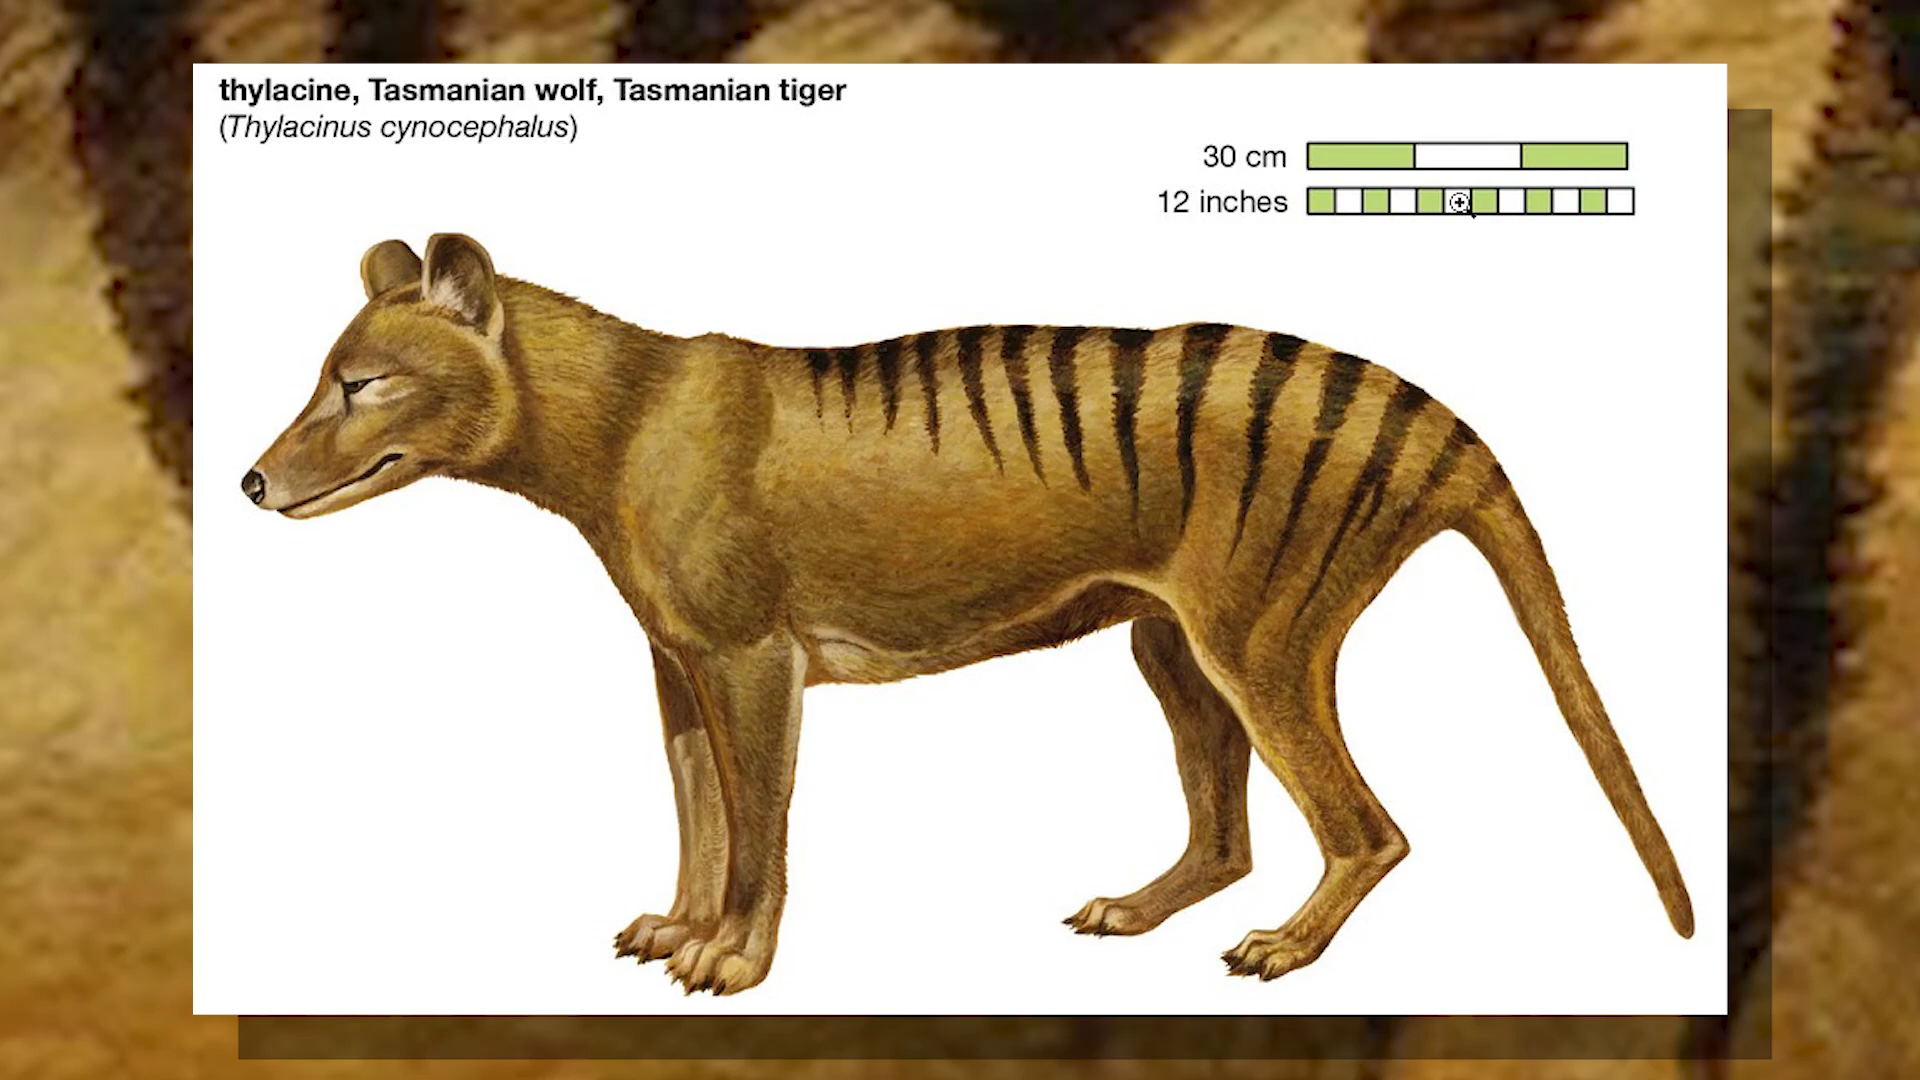 thylacine, Tasmanian wolf, Tasmanian tiger
(Thylacinus cynocephalus)
30 cm
12 inches